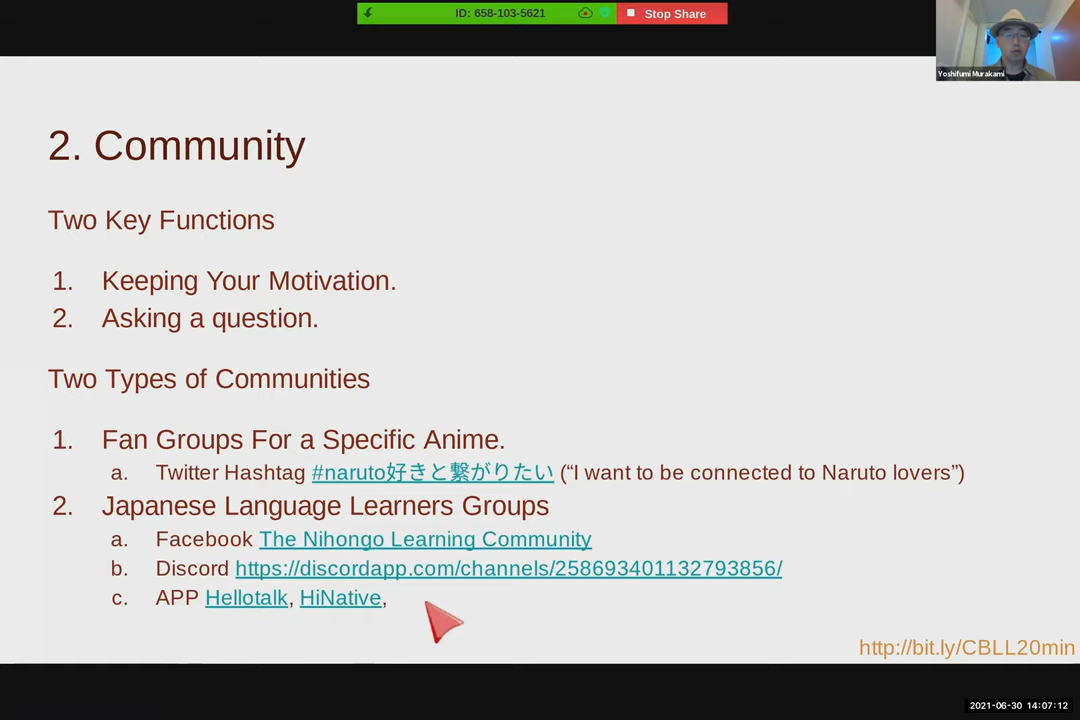 ID: 658-103-5621
Stop Share
Yoshifumi Murakami
2. Community
Two Key Functions
1. Keeping Your Motivation.
2. Asking a question.
Two Types of Communities
1. Fan Groups For a Specific Anime.
a. Twitter Hashtag #naruto好きと繋がりたい (“I want to be connected to Naruto lovers”)
2. Japanese Language Learners Groups
a. Facebook The Nihongo Learning Community
b. Discord https://discordapp.com/channels/258693401132793856/
c. APP Hellotalk, HiNative,
http://bit.ly/CBLL20min
2021-06-30 14:07:12